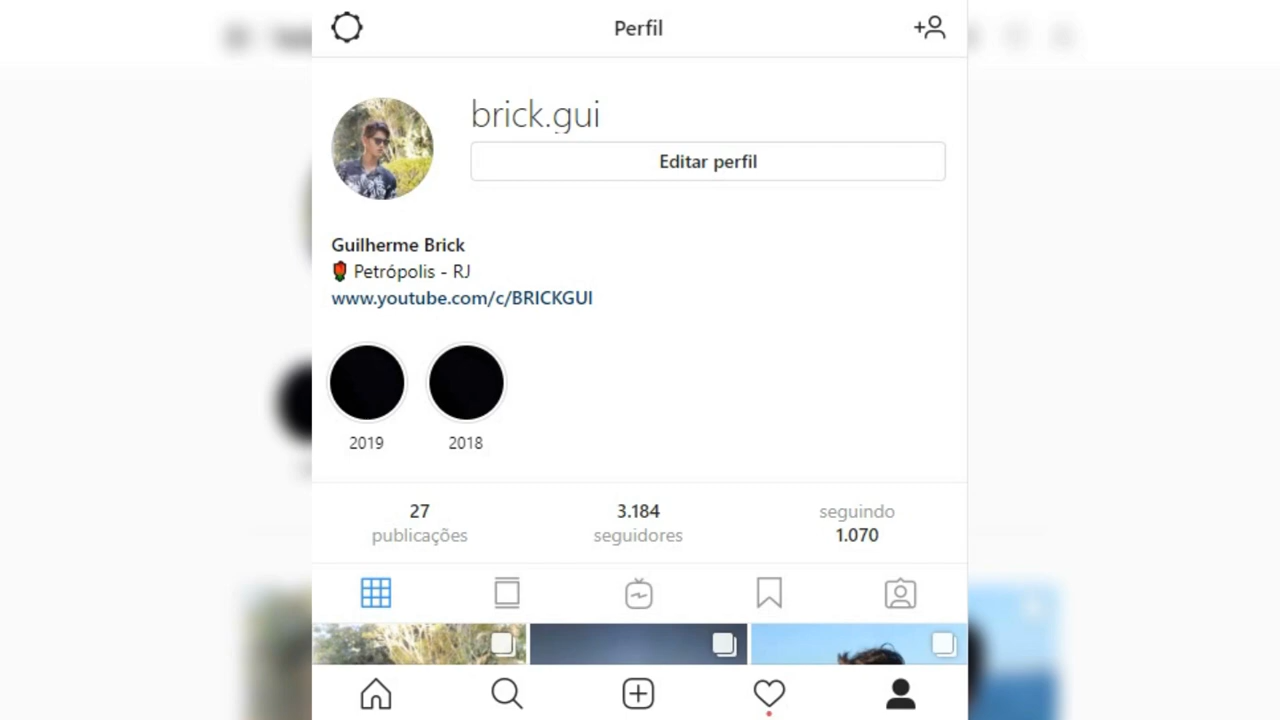 Perfil
brick.gui
Editar perfil
Guilherme Brick
🌹 Petrópolis - RJ
www.youtube.com/c/BRICKGUI
2019 2018
27 3.184 seguindo
publicações seguidores 1.070